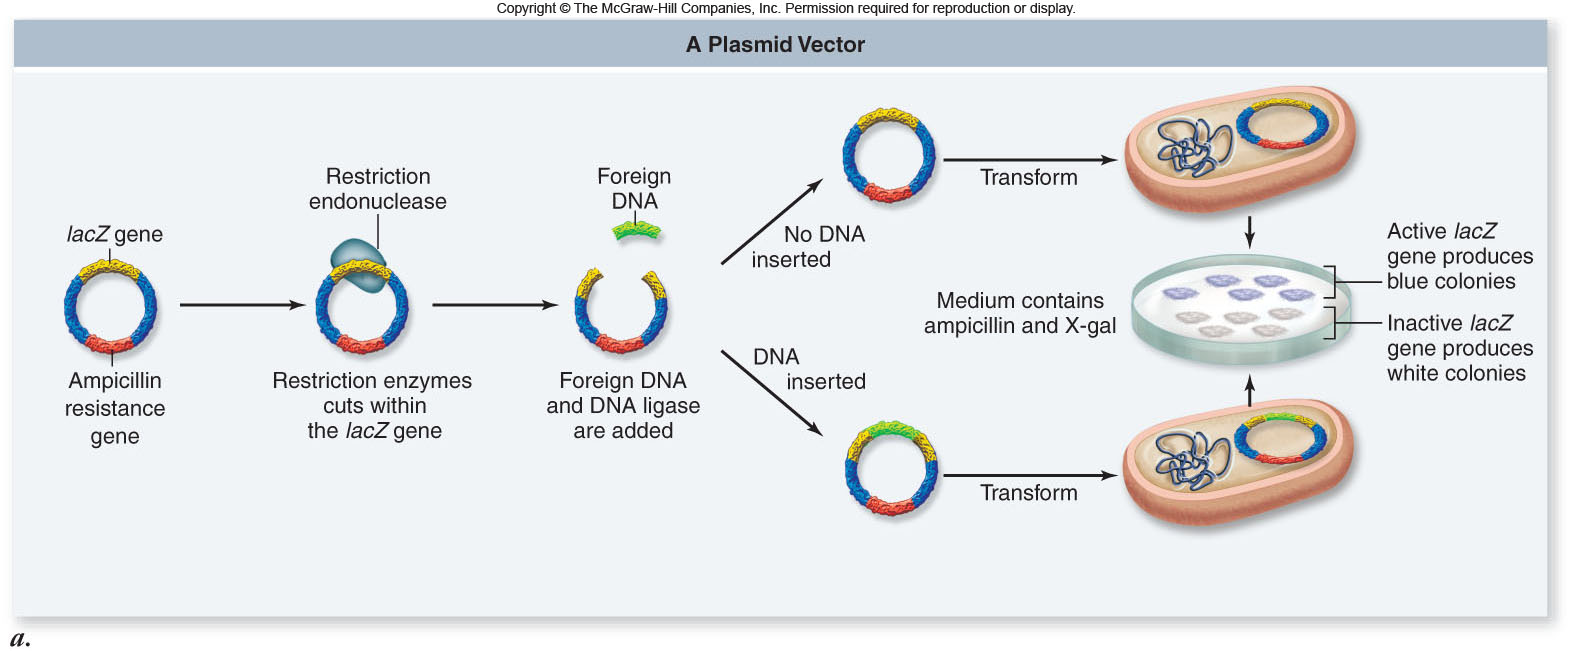 Copyright © The McGraw-Hill Companies, Inc. Permission required for reproduction or display.
A Plasmid Vector
lacZ gene
Ampicillin
resistance
gene
Restriction
endonuclease
Restriction enzymes
cuts within
the lacZ gene
Foreign
DNA
Foreign DNA
and DNA ligase
are added
No DNA
inserted
DNA
inserted
Transform
Transform
Medium contains
ampicillin and X-gal
Active lacZ
gene produces
blue colonies
Inactive lacZ
gene produces
white colonies
a.